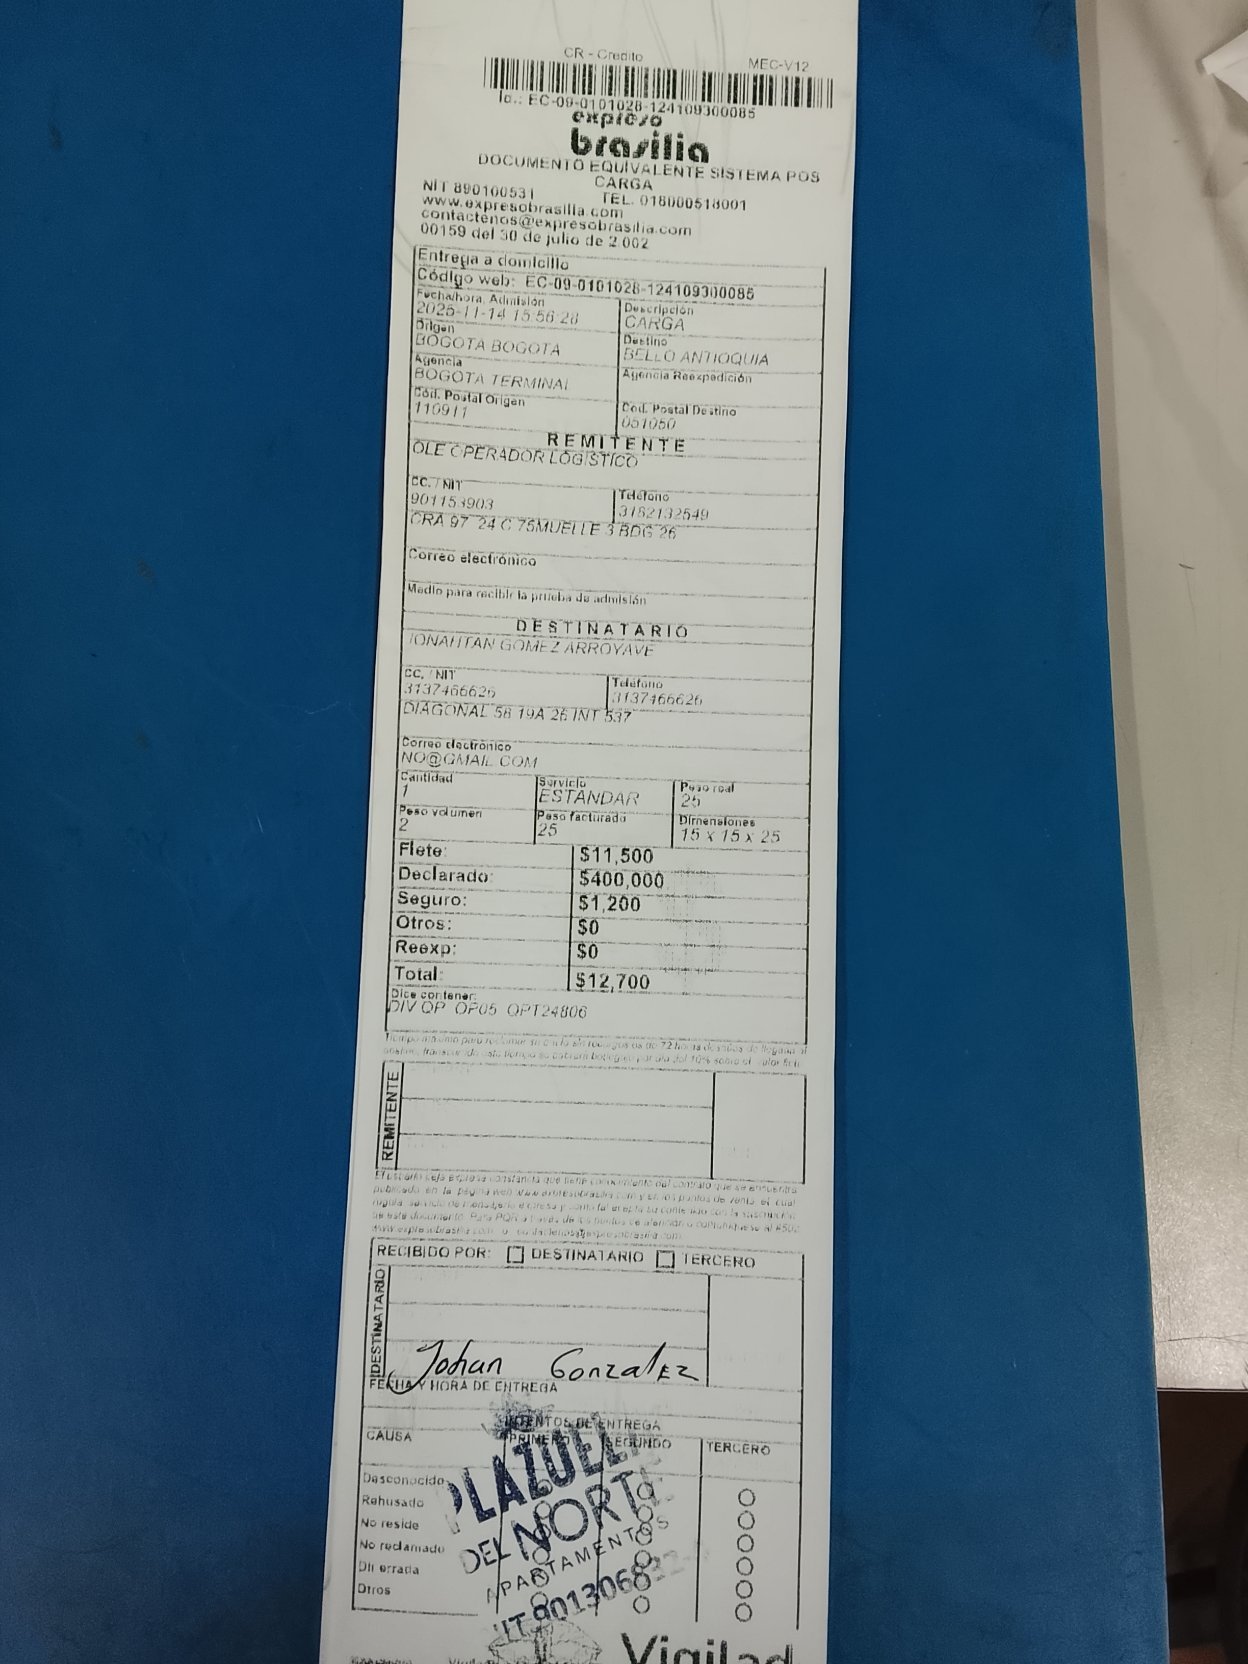 CR - Credito MEC-V12
Id.: EC-09-0101028-124109300085
expreso
brasilia
DOCUMENTO EQUIVALENTE SISTEMA POS
CARGA
NIT 890100531 TEL. 018000518001
www.expresobrasilia.com
contactenos@expresobrasilia.com
00159 del 30 de julio de 2.002
Entrega a domicilio
Código web: EC-09-0101028-124109300085
Fecha/hora, Admisión Descripción
2025-11-14 15:56:28 CARGA
Origen Destino
BOGOTA BOGOTA BELLO ANTIOQUIA
Agencia Agencia Reexpedición
BOGOTA TERMINAL
Cód. Postal Origen Cod. Postal Destino
110911 051050
REMITENTE
OLE OPERADOR LOGISTICO
CC. / NIT Teléfono
901153903 3182132549
CRA 97 24 C 75MUELLE 3 BDG 26
Correo electrónico
Medio para recibir la prueba de admisión
DESTINATARIO
JONAHTAN GOMEZ ARROYAVE
CC. / NIT Teléfono
3137466626 3137466626
DIAGONAL 58 19A 26 INT 537
Correo electrónico
NO@GMAIL.COM
Cantidad Servicio Peso real
1 ESTANDAR 25
Peso volumen Peso facturado Dimensiones
2 25 15 x 15 x 25
Flete: $11,500
Declarado: $400,000
Seguro: $1,200
Otros: $0
Reexp: $0
Total: $12,700
Dice contener:
DIV QP OP05 OPT24806
REMITENTE
RECIBIDO POR: DESTINATARIO TERCERO
DESTINATARIO
Johan Gonzalez
FECHA Y HORA DE ENTREGA
INTENTOS DE ENTREGA
CAUSA PRIMERO SEGUNDO TERCERO
Desconocido
Rehusado
No reside
No reclamado
Dir errada
Otros
PLAZUELA
DEL NORTE
APARTAMENTOS
Vigilad